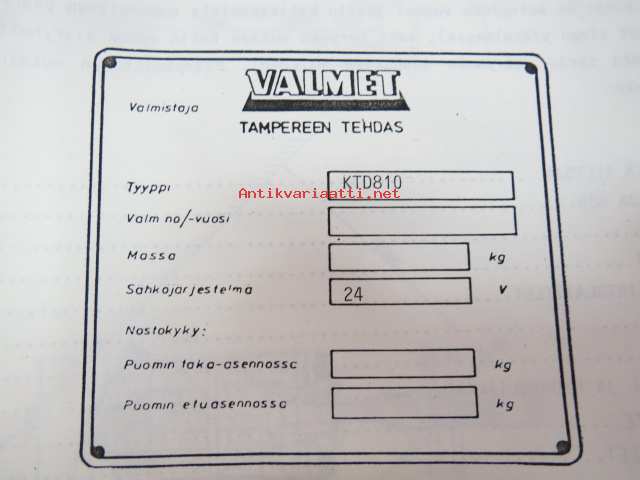 VALMET
Valmistaja
TAMPEREEN TEHDAS
Tyyppi KTD810
Antikvariaatti.net
Valm no/-vuosi
Massa kg
Sähköjärjestelmä 24 V
Nostokyky:
Puomin taka-asennossa kg
Puomin etuasennossa kg